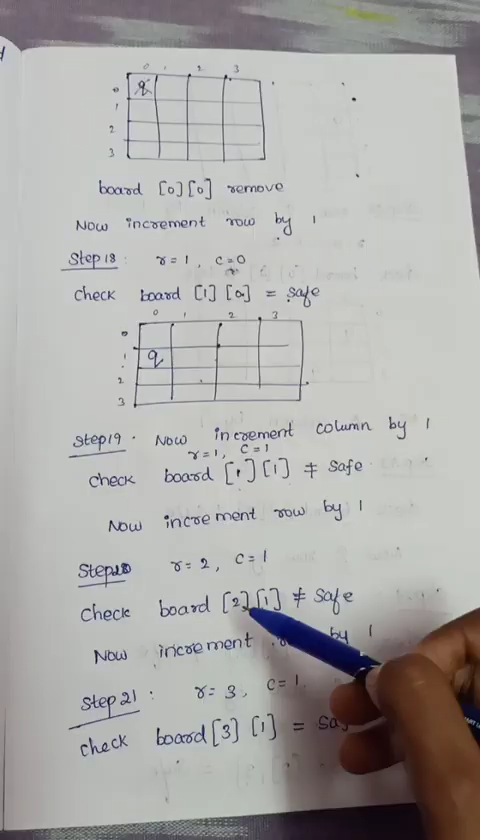 0 1 2 3
0 q
1
2
3
board [0][0] remove
Now increment row by 1
Step 18 : r = 1, c = 0
check board [1] [0] = safe
0 1 2 3
0
1 q
2
3
Step 19 . Now increment column by 1
r = 1, c = 1
check board [1] [1] ≠ safe
Now increment row by 1
Step 20 r = 2, c = 1
check board [2] [1] ≠ safe
Now increment by 1
Step 21 : r = 3, c = 1
check board [3] [1] =